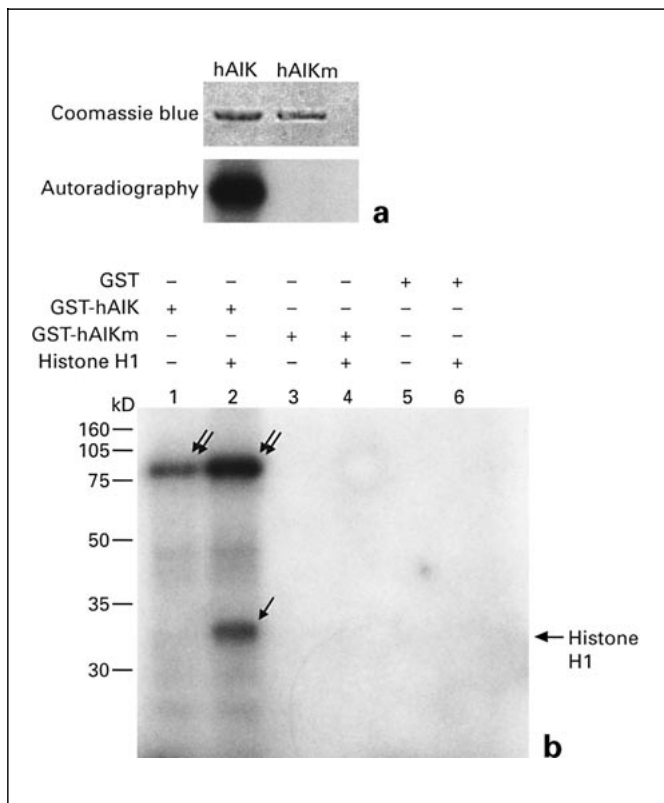 hAIK hAIKm
Coomassie blue
Autoradiography
a
GST – – – – + +
GST-hAIK + + – – – –
GST-hAIKm – – + + – –
Histone H1 – + – + – +
kD 1 2 3 4 5 6
160
105
75
50
35
Histone H1
30
b